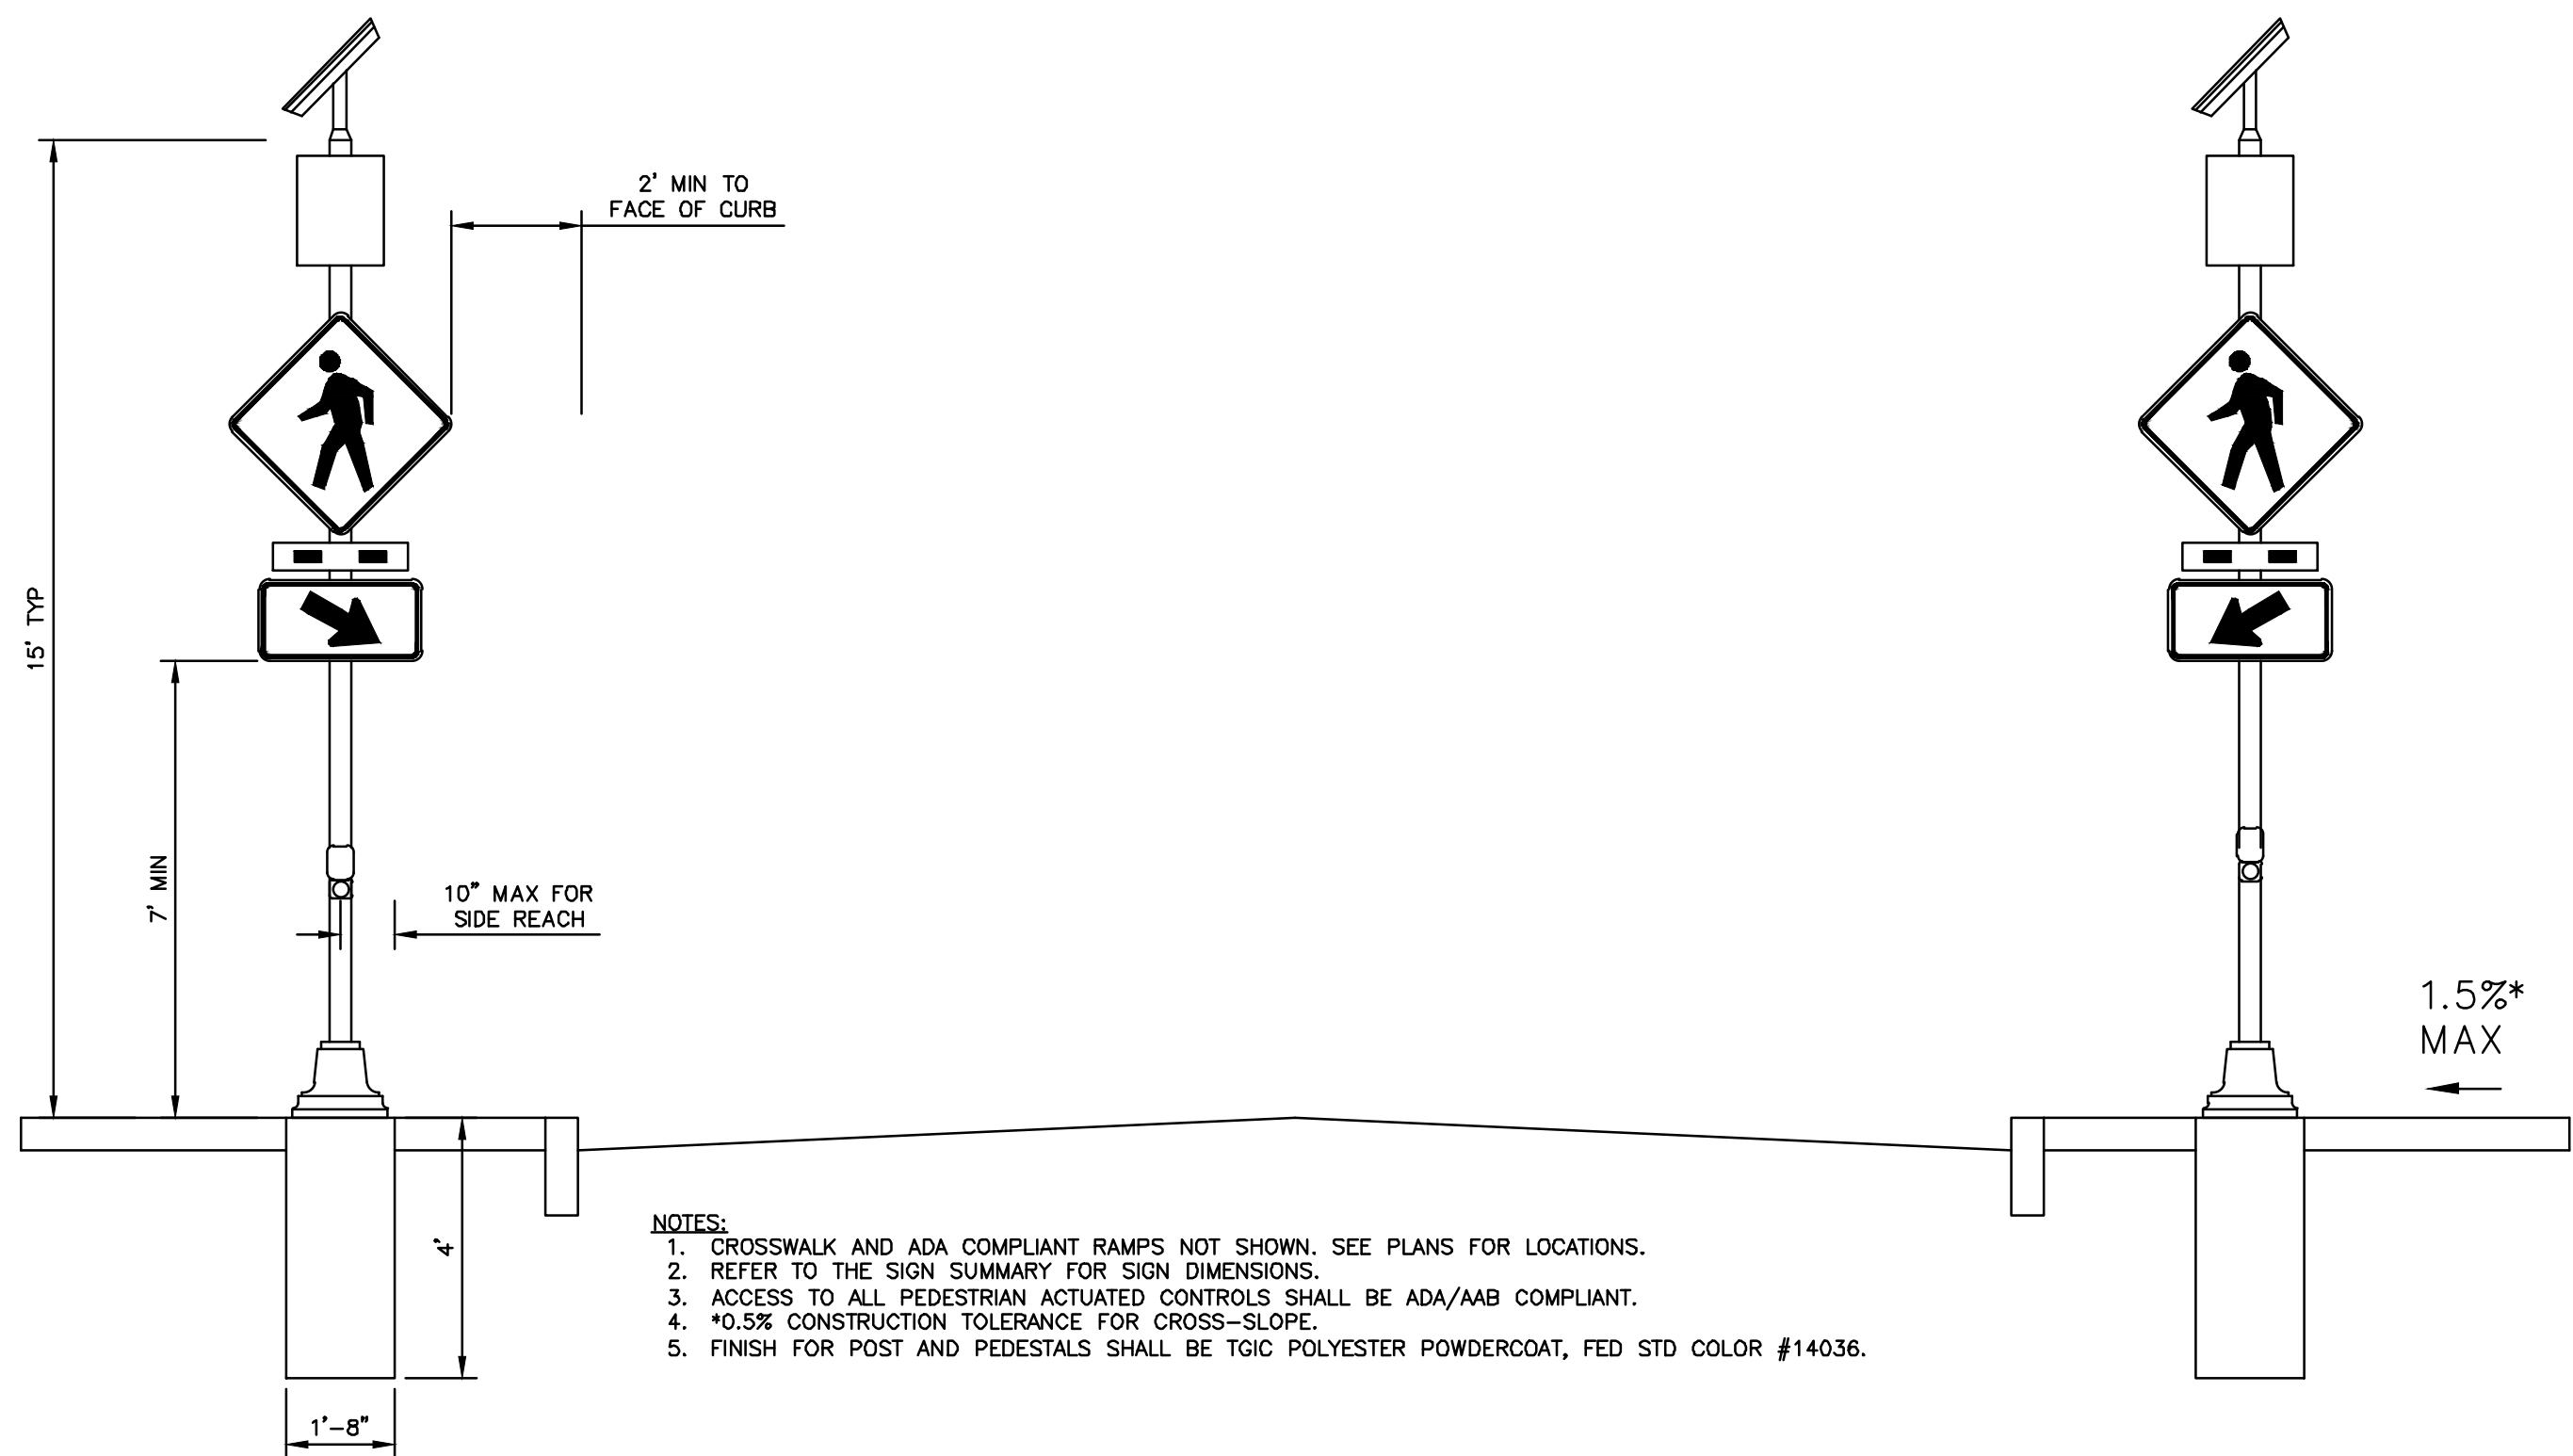 2' MIN TO
FACE OF CURB
15' TYP
7' MIN
10" MAX FOR
SIDE REACH
1.5%*
MAX
4'
1'-8"
NOTES:
1. CROSSWALK AND ADA COMPLIANT RAMPS NOT SHOWN. SEE PLANS FOR LOCATIONS.
2. REFER TO THE SIGN SUMMARY FOR SIGN DIMENSIONS.
3. ACCESS TO ALL PEDESTRIAN ACTUATED CONTROLS SHALL BE ADA/AAB COMPLIANT.
4. *0.5% CONSTRUCTION TOLERANCE FOR CROSS-SLOPE.
5. FINISH FOR POST AND PEDESTALS SHALL BE TGIC POLYESTER POWDERCOAT, FED STD COLOR #14036.